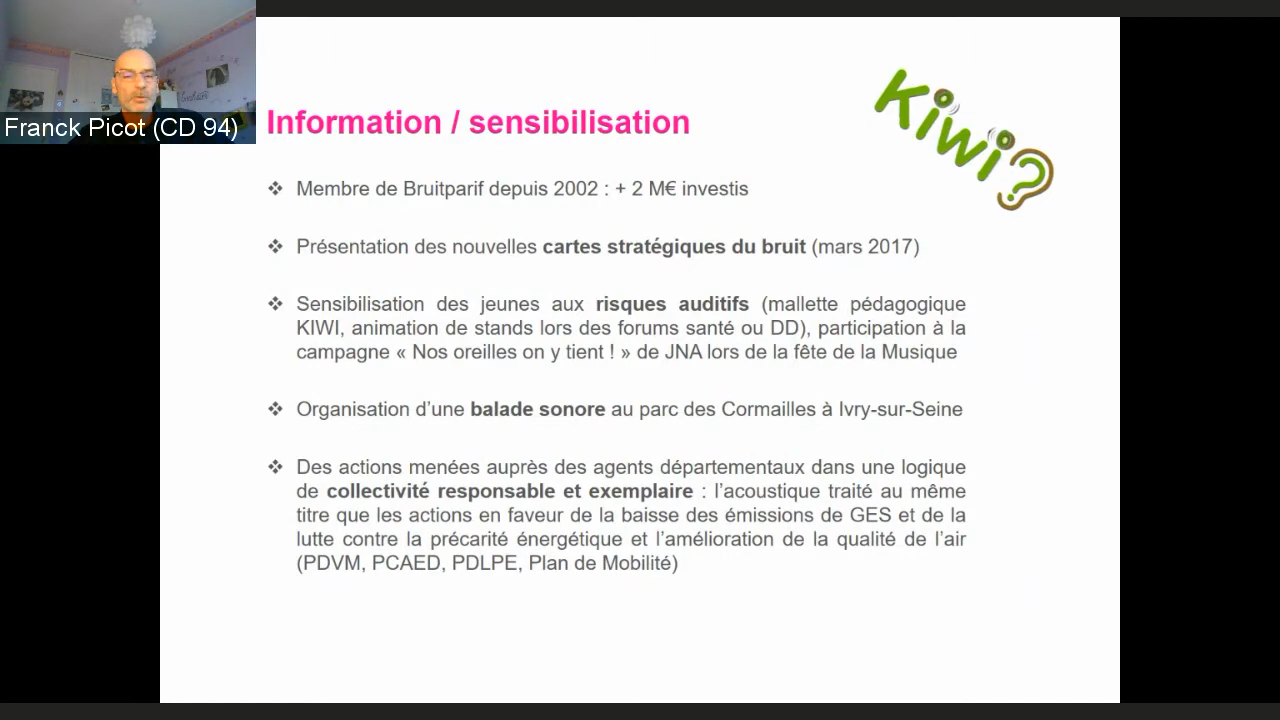 Franck Picot (CD 94)
Kiwi?
Information / sensibilisation
❖ Membre de Bruitparif depuis 2002 : + 2 M€ investis
❖ Présentation des nouvelles cartes stratégiques du bruit (mars 2017)
❖ Sensibilisation des jeunes aux risques auditifs (mallette pédagogique
KIWI, animation de stands lors des forums santé ou DD), participation à la
campagne « Nos oreilles on y tient ! » de JNA lors de la fête de la Musique
❖ Organisation d’une balade sonore au parc des Cormailles à Ivry-sur-Seine
❖ Des actions menées auprès des agents départementaux dans une logique
de collectivité responsable et exemplaire : l’acoustique traité au même
titre que les actions en faveur de la baisse des émissions de GES et de la
lutte contre la précarité énergétique et l’amélioration de la qualité de l’air
(PDVM, PCAED, PDLPE, Plan de Mobilité)